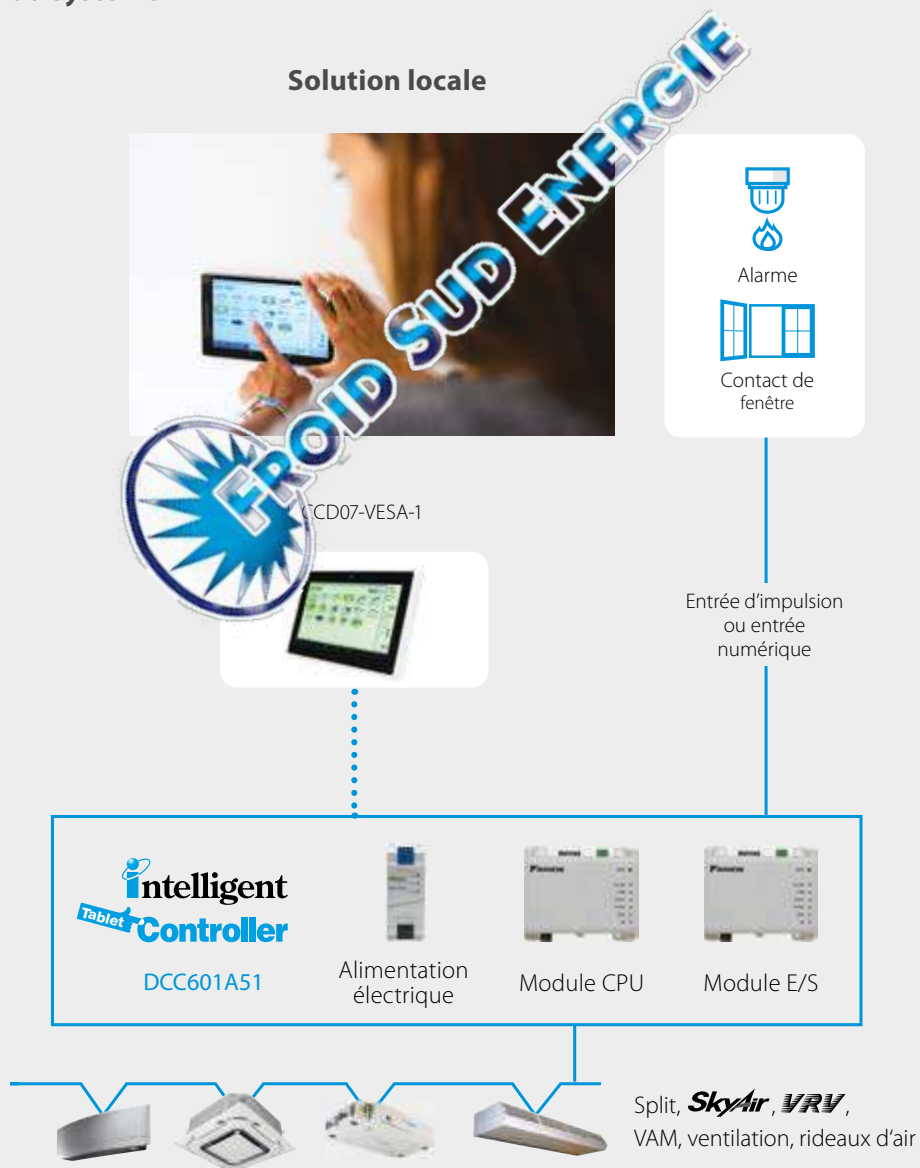 Solution locale
FROID SUD ENERGIE
Alarme
Contact de
fenêtre
CCD07-VESA-1
Entrée d'impulsion
ou entrée
numérique
intelligent
Tablet Controller
DCC601A51
Alimentation
électrique
Module CPU
Module E/S
Split, SkyAir, VRV,
VAM, ventilation, rideaux d'air